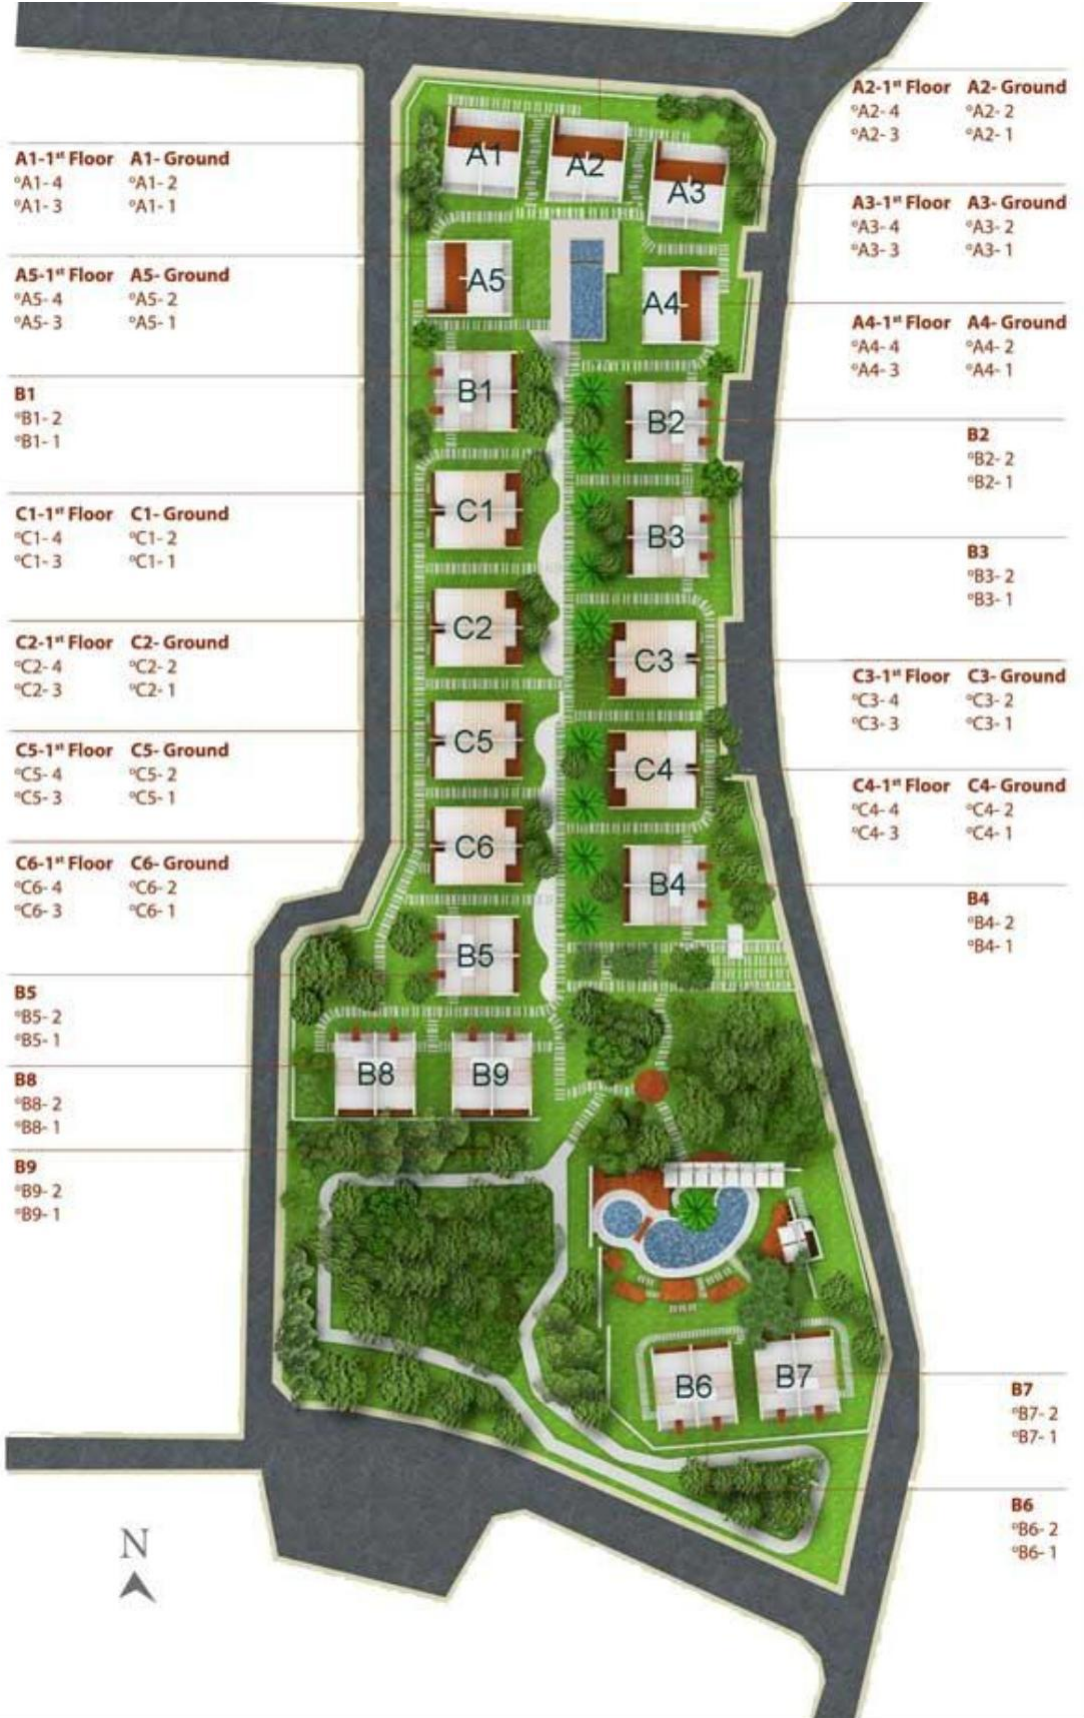 A1-1st Floor A1- Ground
°A1- 4 °A1- 2
°A1- 3 °A1- 1
A5-1st Floor A5- Ground
°A5- 4 °A5- 2
°A5- 3 °A5- 1
B1
°B1- 2
°B1- 1
C1-1st Floor C1- Ground
°C1- 4 °C1- 2
°C1- 3 °C1- 1
C2-1st Floor C2- Ground
°C2- 4 °C2- 2
°C2- 3 °C2- 1
C5-1st Floor C5- Ground
°C5- 4 °C5- 2
°C5- 3 °C5- 1
C6-1st Floor C6- Ground
°C6- 4 °C6- 2
°C6- 3 °C6- 1
B5
°B5- 2
°B5- 1
B8
°B8- 2
°B8- 1
B9
°B9- 2
°B9- 1
N
A1
A2
A3
A5
A4
B1
B2
C1
B3
C2
C3
C5
C4
C6
B4
B5
B8
B9
B6
B7
A2-1st Floor A2- Ground
°A2- 4 °A2- 2
°A2- 3 °A2- 1
A3-1st Floor A3- Ground
°A3- 4 °A3- 2
°A3- 3 °A3- 1
A4-1st Floor A4- Ground
°A4- 4 °A4- 2
°A4- 3 °A4- 1
B2
°B2- 2
°B2- 1
B3
°B3- 2
°B3- 1
C3-1st Floor C3- Ground
°C3- 4 °C3- 2
°C3- 3 °C3- 1
C4-1st Floor C4- Ground
°C4- 4 °C4- 2
°C4- 3 °C4- 1
B4
°B4- 2
°B4- 1
B7
°B7- 2
°B7- 1
B6
°B6- 2
°B6- 1